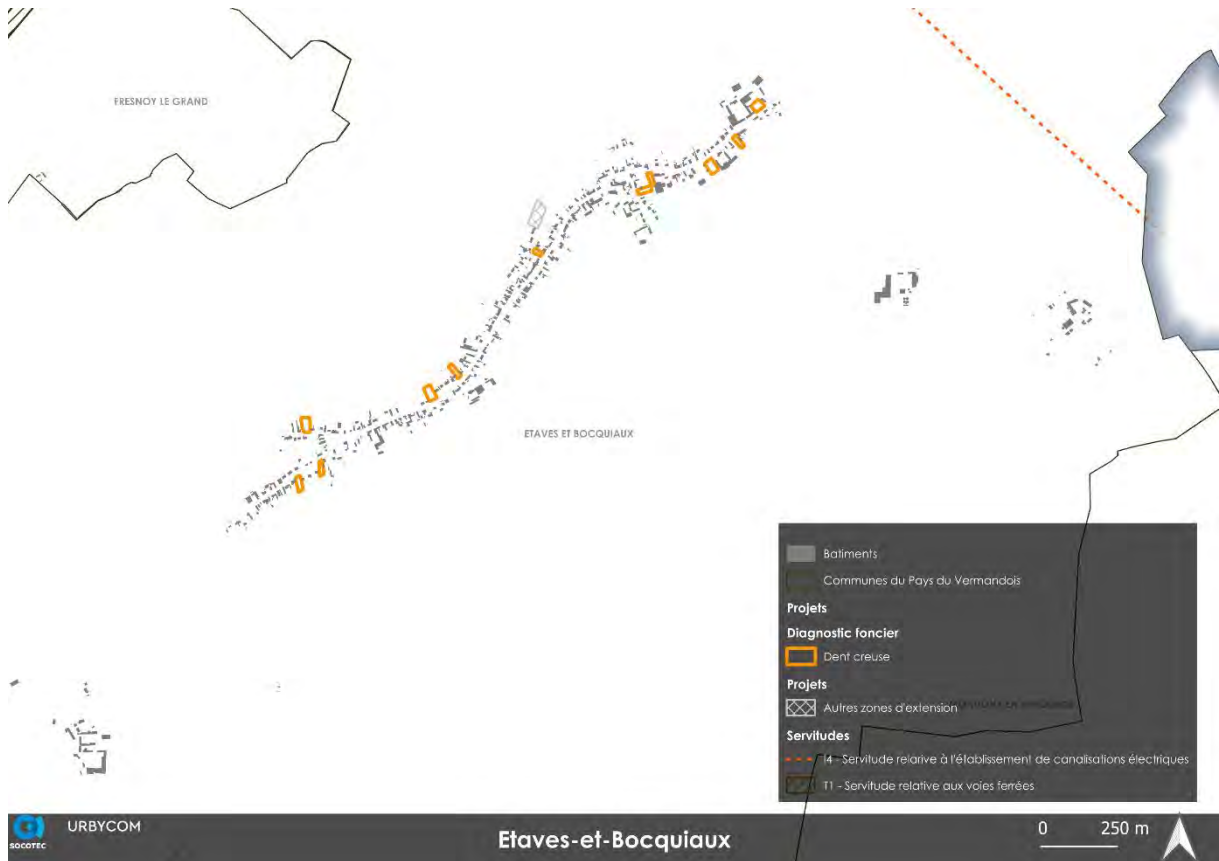 FRESNOY LE GRAND
ETAVES ET BOCQUIAUX
Batiments
Communes du Pays du Vermandois
Projets
Diagnostic foncier
Dent creuse
Projets
Autres zones d'extension
Servitudes
I4 - Servitude relarive à l'établissement de canalisations électriques
T1 - Servitude relative aux voies ferrées
SOCOTEC
URBYCOM
Etaves-et-Bocquiaux
0 250 m